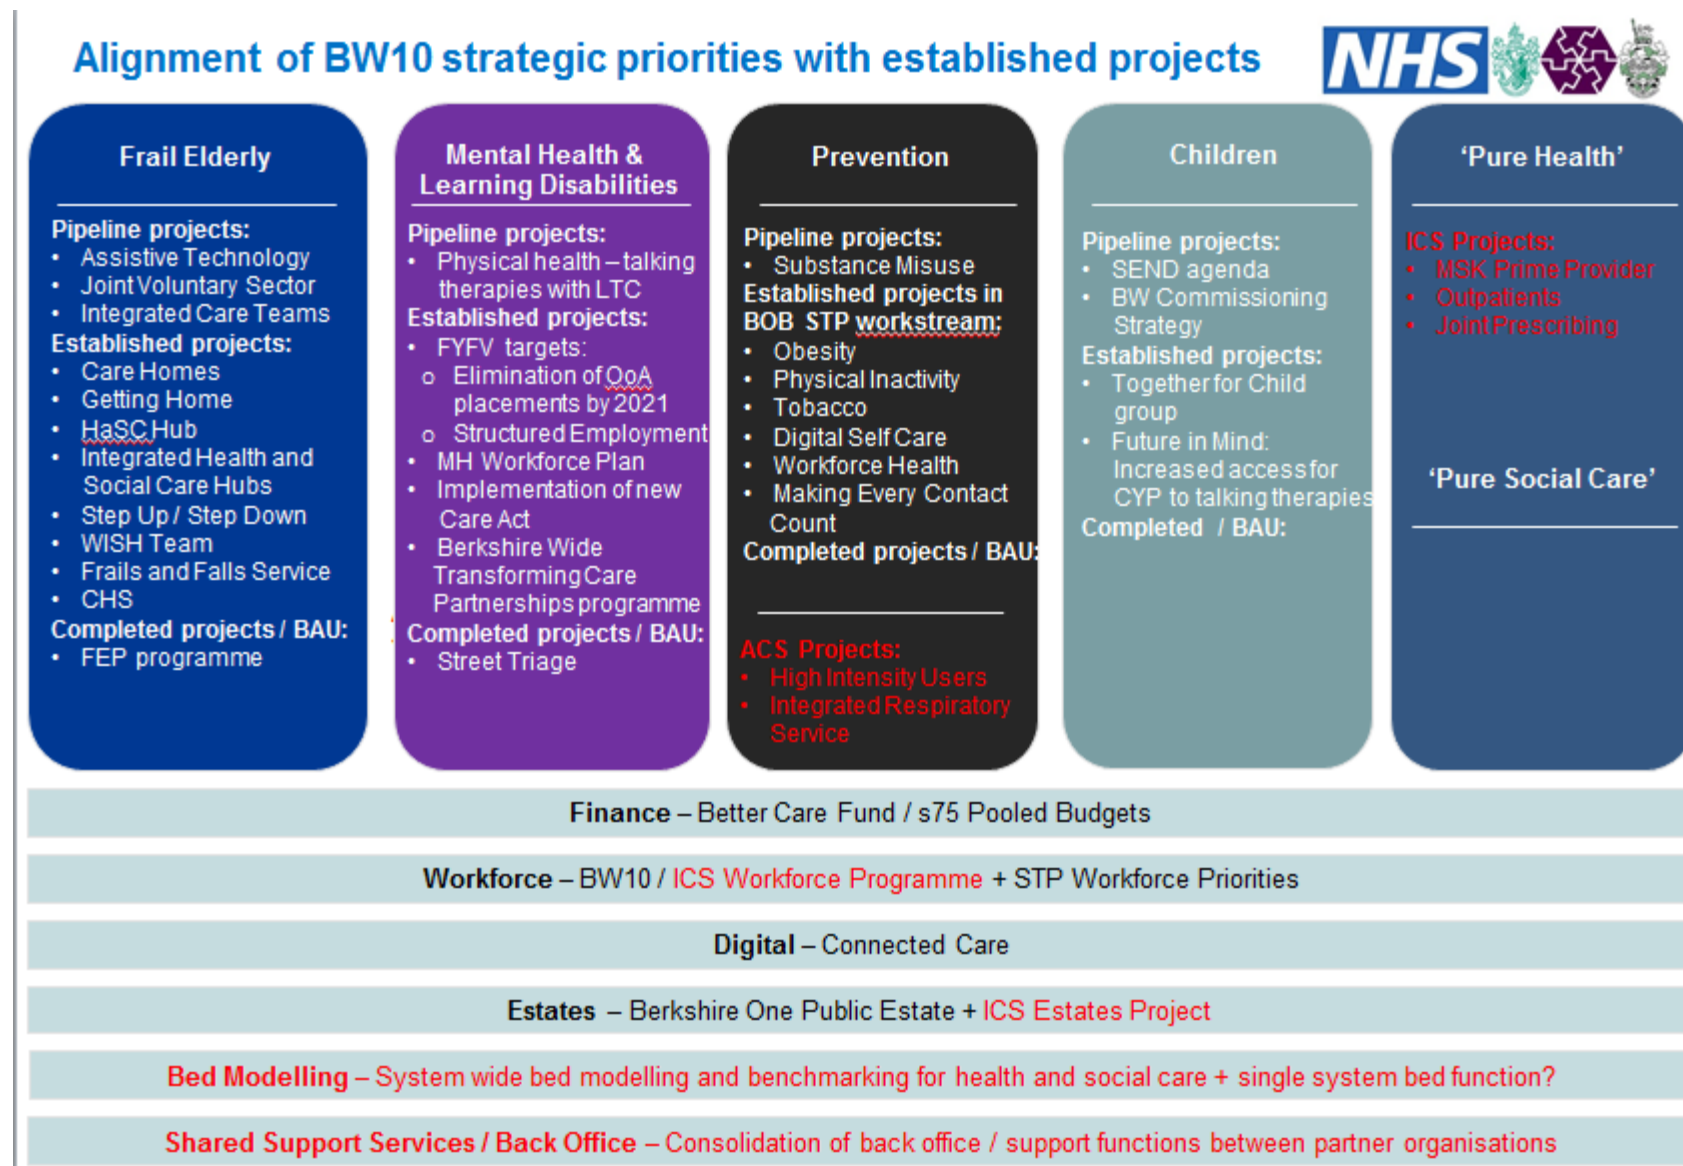 Alignment of BW10 strategic priorities with established projects
NHS
Frail Elderly
Pipeline projects:
• Assistive Technology
• Joint Voluntary Sector
• Integrated Care Teams
Established projects:
• Care Homes
• Getting Home
• HaSC Hub
• Integrated Health and
Social Care Hubs
• Step Up / Step Down
• WISH Team
• Frails and Falls Service
• CHS
Completed projects / BAU:
• FEP programme
Mental Health &
Learning Disabilities
Pipeline projects:
• Physical health – talking
therapies with LTC
Established projects:
• FYFV targets:
o Elimination of OoA
placements by 2021
o Structured Employment
• MH Workforce Plan
• Implementation of new
Care Act
• Berkshire Wide
Transforming Care
Partnerships programme
Completed projects / BAU:
• Street Triage
Prevention
Pipeline projects:
• Substance Misuse
Established projects in
BOB STP workstream:
• Obesity
• Physical Inactivity
• Tobacco
• Digital Self Care
• Workforce Health
• Making Every Contact
Count
Completed projects / BAU:
ACS Projects:
• High Intensity Users
• Integrated Respiratory
Service
Children
Pipeline projects:
• SEND agenda
• BW Commissioning
Strategy
Established projects:
• Together for Child
group
• Future in Mind:
Increased access for
CYP to talking therapies
Completed / BAU:
‘Pure Health’
ICS Projects:
• MSK Prime Provider
• Outpatients
• Joint Prescribing
‘Pure Social Care’
Finance – Better Care Fund / s75 Pooled Budgets
Workforce – BW10 / ICS Workforce Programme + STP Workforce Priorities
Digital – Connected Care
Estates – Berkshire One Public Estate + ICS Estates Project
Bed Modelling – System wide bed modelling and benchmarking for health and social care + single system bed function?
Shared Support Services / Back Office – Consolidation of back office / support functions between partner organisations